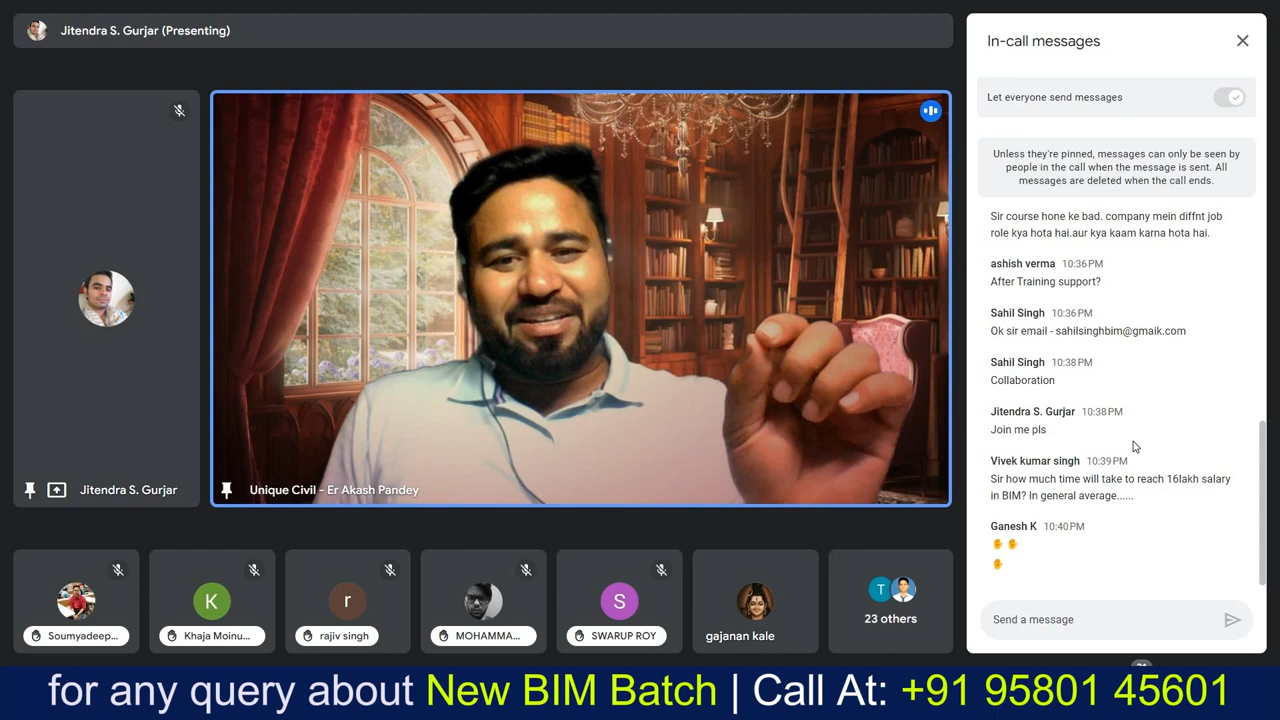 Jitendra S. Gurjar (Presenting)
Jitendra S. Gurjar
Unique Civil - Er Akash Pandey
Soumyadeep...
K
Khaja Moinu...
r
rajiv singh
MOHAMMA...
S
SWARUP ROY
gajanan kale
T
23 others
In-call messages
Let everyone send messages
Unless they're pinned, messages can only be seen by
people in the call when the message is sent. All
messages are deleted when the call ends.
Sir course hone ke bad. company mein diffnt job
role kya hota hai.aur kya kaam karna hota hai.
ashish verma 10:36 PM
After Training support?
Sahil Singh 10:36 PM
Ok sir email - sahilsinghbim@gmaik.com
Sahil Singh 10:38 PM
Collaboration
Jitendra S. Gurjar 10:38 PM
Join me pls
Vivek kumar singh 10:39 PM
Sir how much time will take to reach 16lakh salary
in BIM? In general average......
Ganesh K 10:40 PM
✋ ✋
✋
Send a message
for any query about New BIM Batch | Call At: +91 95801 45601